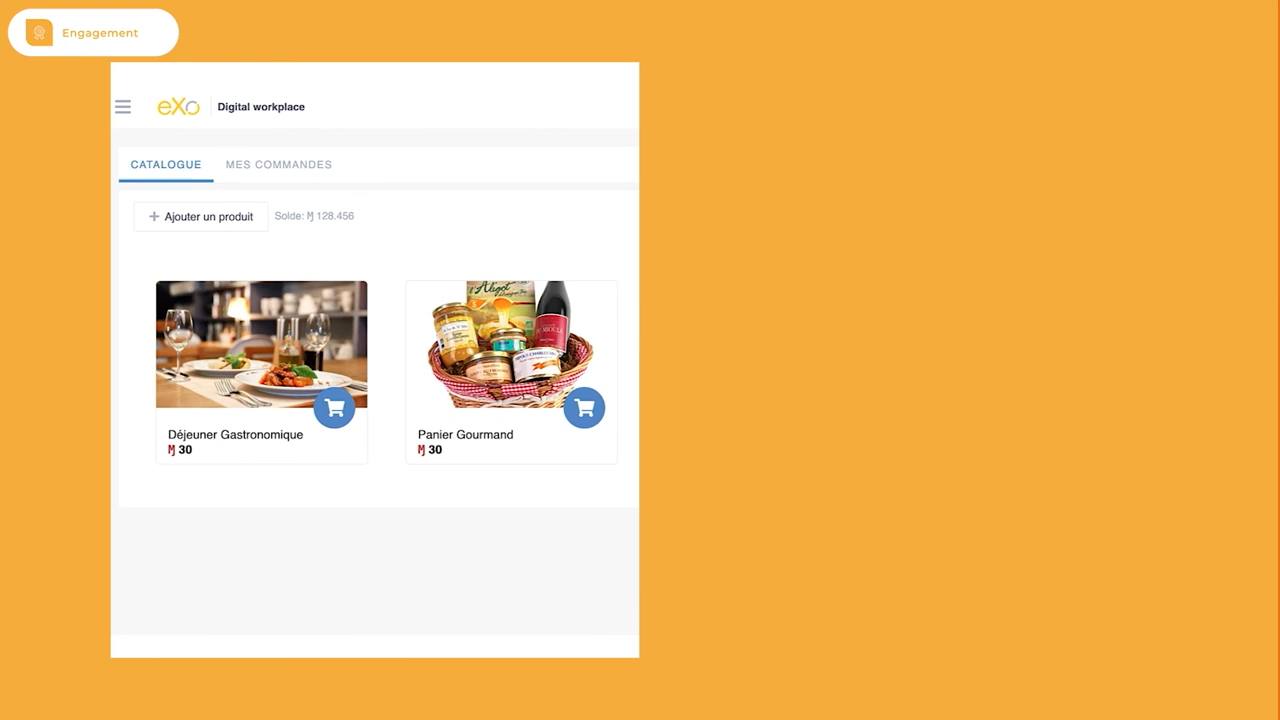 Engagement
eXo
Digital workplace
CATALOGUE
MES COMMANDES
Ajouter un produit
Solde: 128.456
l'Aligot
Déjeuner Gastronomique
30
Panier Gourmand
30